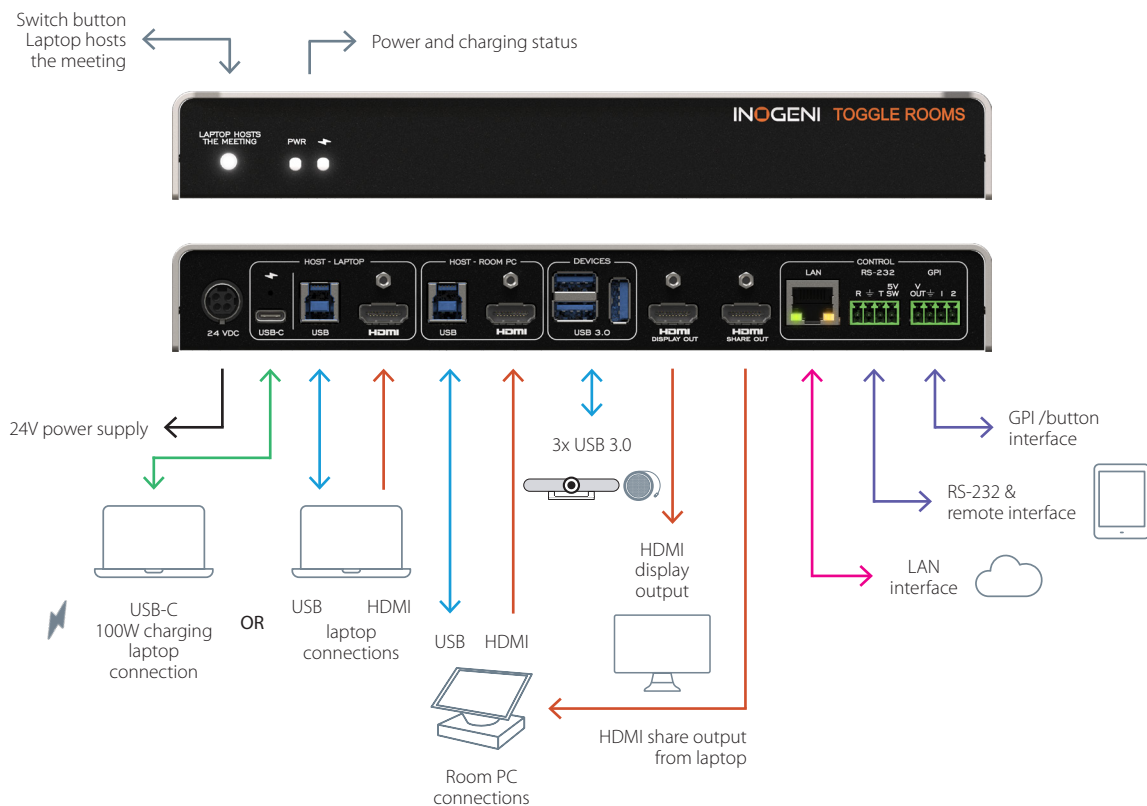 Switch button
Laptop hosts
the meeting
Power and charging status
INOGENI TOGGLE ROOMS
LAPTOP HOSTS
THE MEETING
PWR
HOST - LAPTOP
HOST - ROOM PC
DEVICES
CONTROL
LAN
RS-232
GPI
5V
R T SW
V
OUT 1 2
24 VDC
USB-C
USB
HDMI
USB
HDMI
USB 3.0
HDMI
DISPLAY OUT
HDMI
SHARE OUT
24V power supply
3x USB 3.0
GPI /button
interface
RS-232 &
remote interface
LAN
interface
HDMI
display
output
USB-C
100W charging
laptop
connection
OR
USB HDMI
laptop
connections
USB HDMI
HDMI share output
from laptop
Room PC
connections